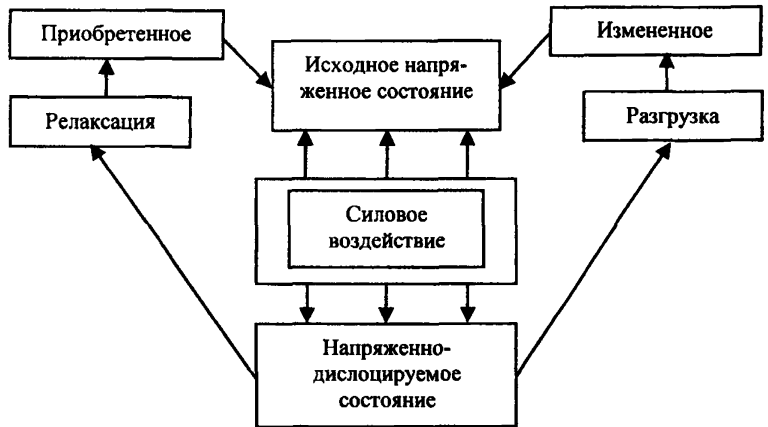 Приобретенное
Измененное
Исходное напря-
женное состояние
Релаксация
Разгрузка
Силовое
воздействие
Напряженно-
дислоцируемое
состояние